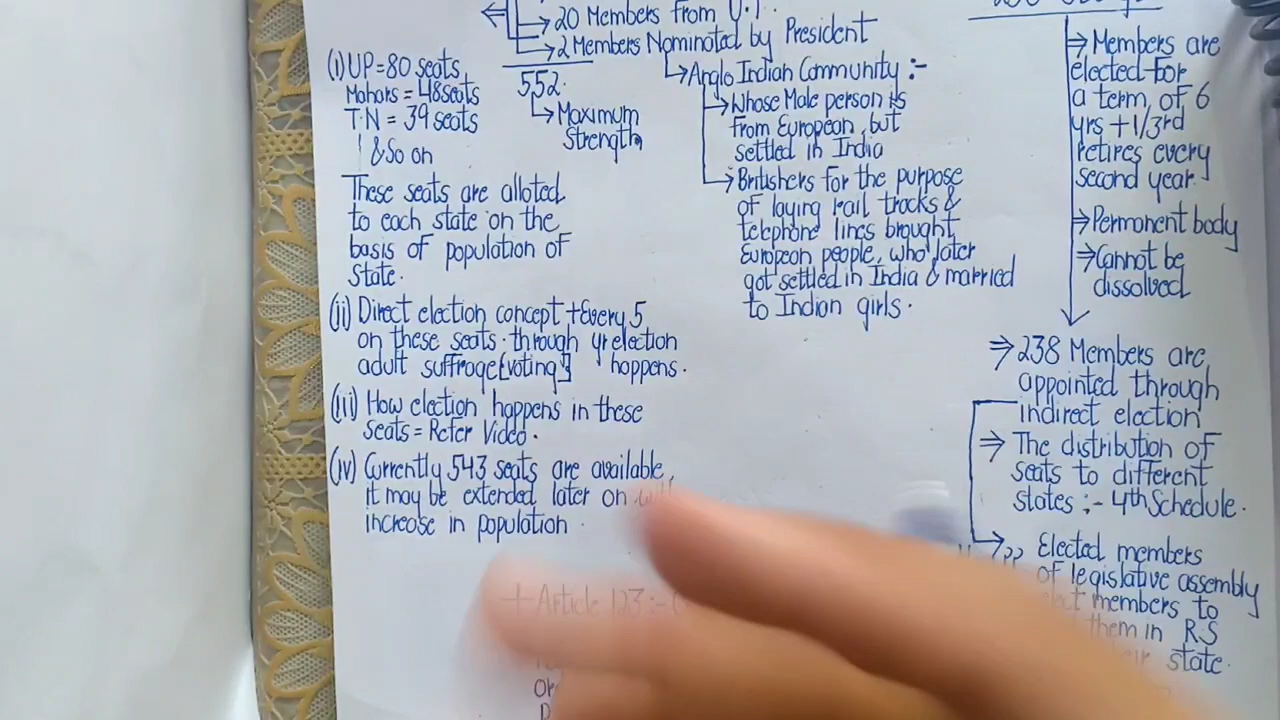 20 Members from U.T.
2 Members Nominated by President
552.
Maximum
Strength
(i) UP = 80 seats
Mahars = 48 seats
T.N = 39 seats
& So on
These seats are alloted
to each state on the
basis of population of
state.
(ii) Direct election concept + Every 5
on these seats through yr election
adult suffrage [voting] happens.
(iii) How election happens in these
seats = Refer Video.
(iv) Currently 543 seats are available,
it may be extended later on
increase in population
+ Article 123 :-
Anglo Indian Community :-
Whose Male person is
from European, but
settled in India
Britishers for the purpose
of laying rail tracks &
telephone lines brought
European people, who later
got settled in India & married
to Indian girls.
⇒ Members are
elected for
a term of 6
yrs + 1/3rd
retires every
second year.
⇒ Permanent body
⇒ Cannot be
dissolved
⇒ 238 Members are
appointed through
indirect election
⇒ The distribution of
seats to different
states :- 4th Schedule.
Elected members
of legislative assembly
members to
them in R.S
state.